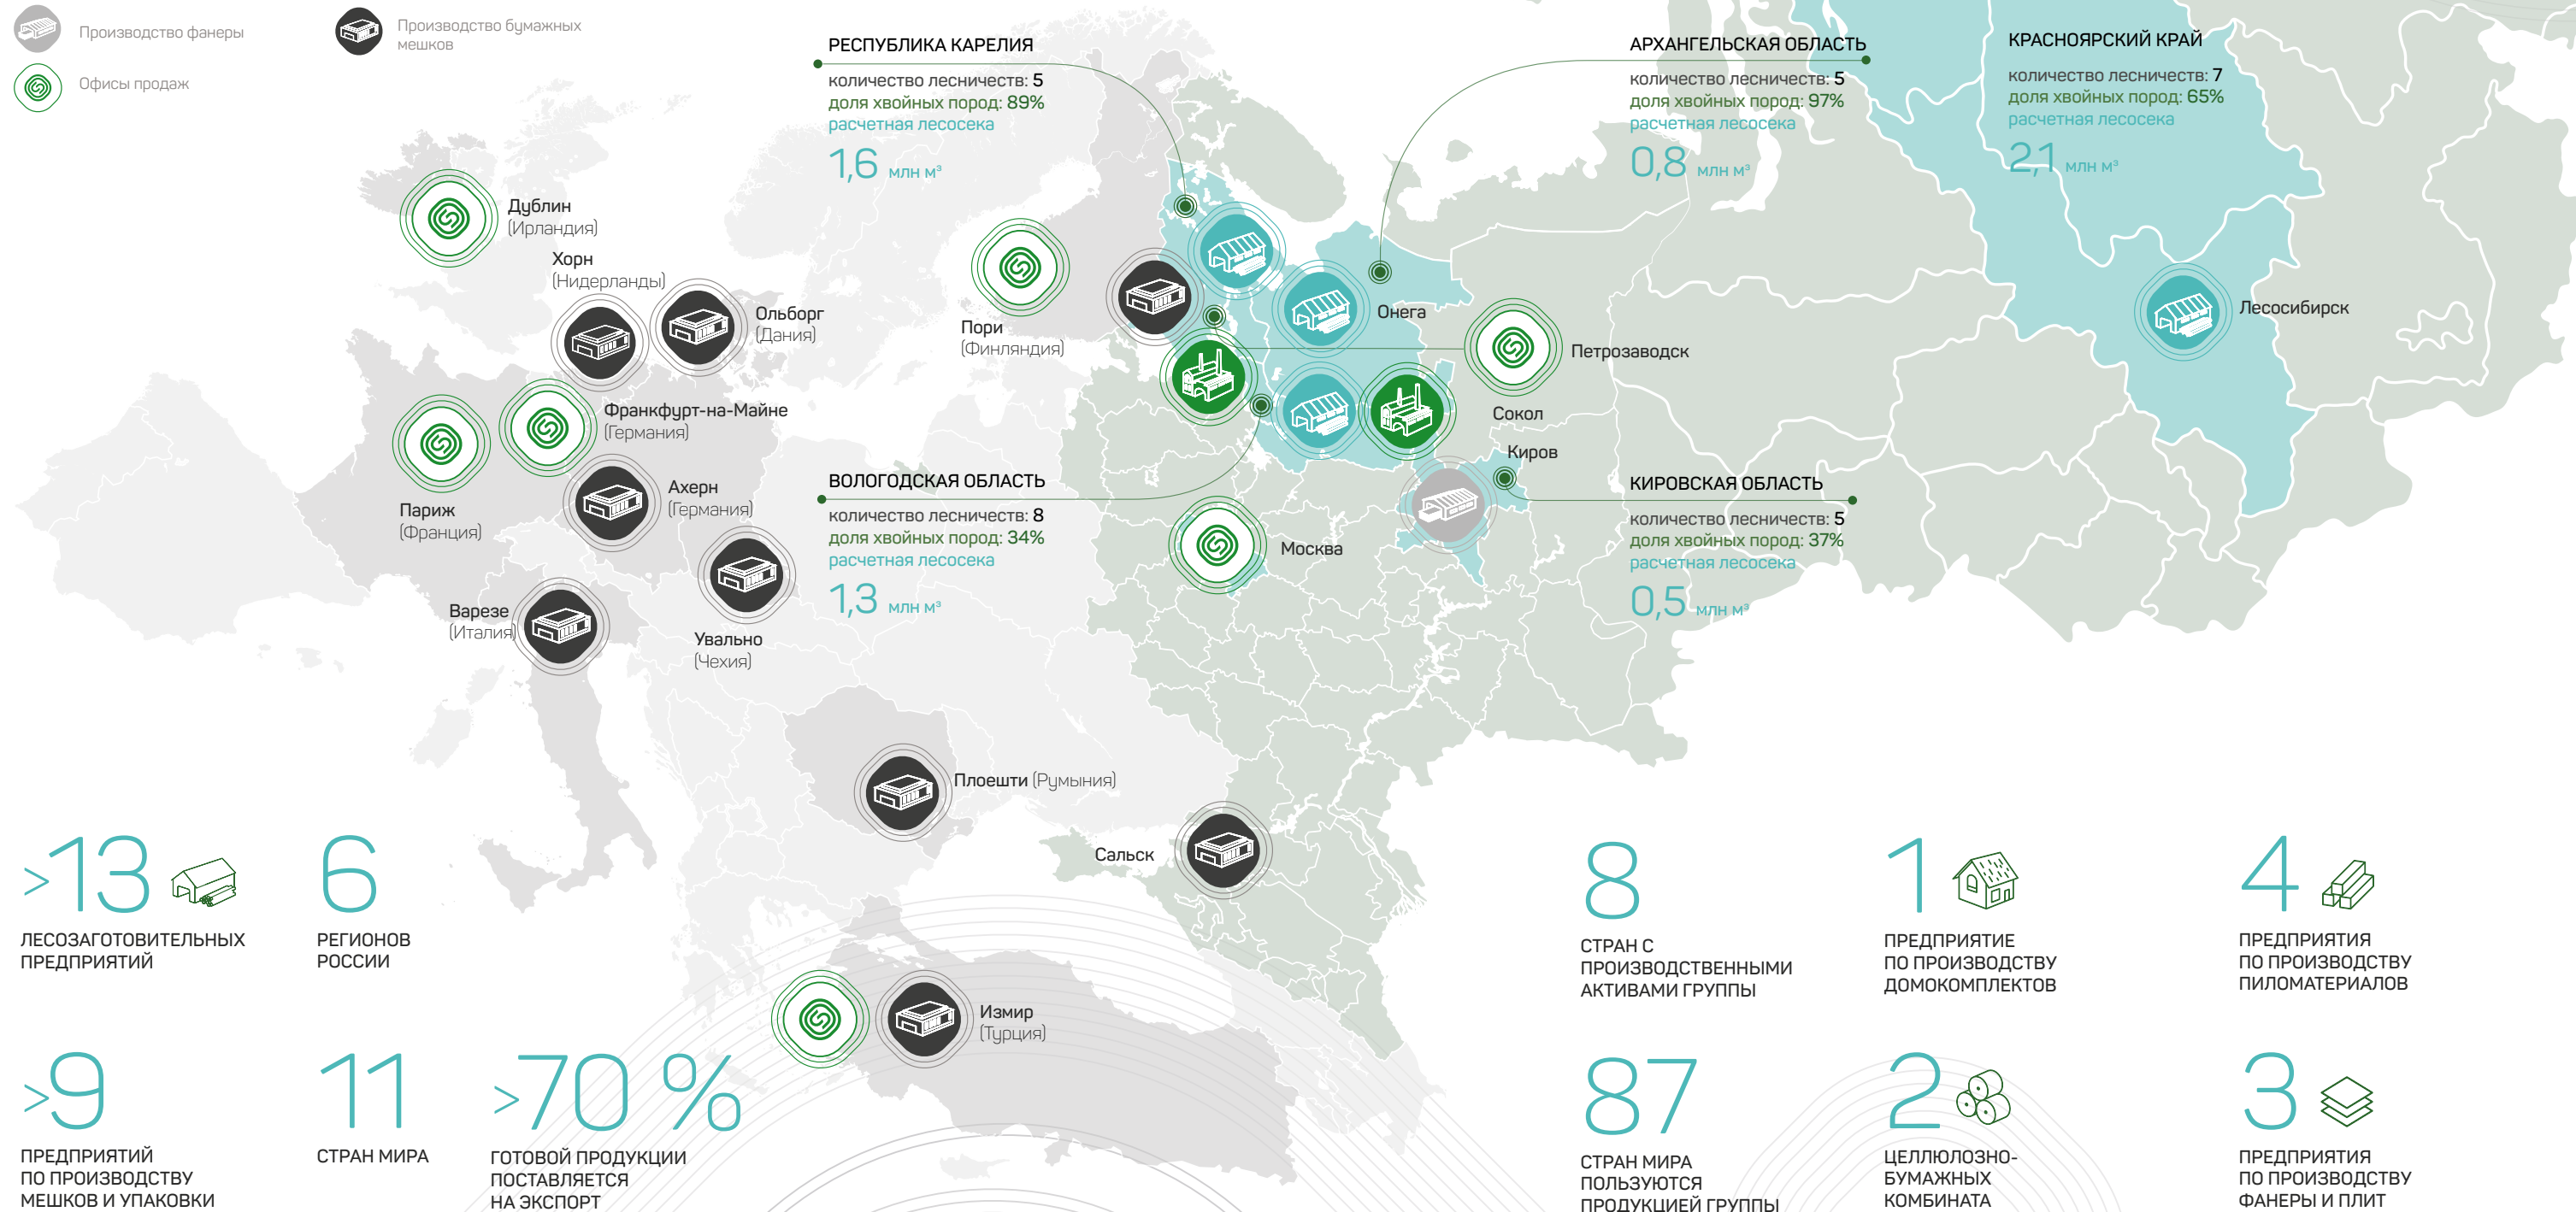 Производство фанеры
Производство бумажных
мешков
Офисы продаж
РЕСПУБЛИКА КАРЕЛИЯ
количество лесничеств: 5
доля хвойных пород: 89%
расчетная лесосека
1,6 млн м³
АРХАНГЕЛЬСКАЯ ОБЛАСТЬ
количество лесничеств: 5
доля хвойных пород: 97%
расчетная лесосека
0,8 млн м³
КРАСНОЯРСКИЙ КРАЙ
количество лесничеств: 7
доля хвойных пород: 65%
расчетная лесосека
2,1 млн м³
Дублин
(Ирландия)
Хорн
(Нидерланды)
Ольборг
(Дания)
Пори
(Финляндия)
Онега
Петрозаводск
Лесосибирск
Сокол
Киров
Франкфурт-на-Майне
(Германия)
Париж
(Франция)
Ахерн
(Германия)
ВОЛОГОДСКАЯ ОБЛАСТЬ
количество лесничеств: 8
доля хвойных пород: 34%
расчетная лесосека
1,3 млн м³
Москва
КИРОВСКАЯ ОБЛАСТЬ
количество лесничеств: 5
доля хвойных пород: 37%
расчетная лесосека
0,5 млн м³
Варезе
(Италия)
Увально
(Чехия)
Плоешти (Румыния)
Сальск
Измир
(Турция)
>13
ЛЕСОЗАГОТОВИТЕЛЬНЫХ
ПРЕДПРИЯТИЙ
6
РЕГИОНОВ
РОССИИ
8
СТРАН С
ПРОИЗВОДСТВЕННЫМИ
АКТИВАМИ ГРУППЫ
1
ПРЕДПРИЯТИЕ
ПО ПРОИЗВОДСТВУ
ДОМОКОМПЛЕКТОВ
4
ПРЕДПРИЯТИЯ
ПО ПРОИЗВОДСТВУ
ПИЛОМАТЕРИАЛОВ
>9
ПРЕДПРИЯТИЙ
ПО ПРОИЗВОДСТВУ
МЕШКОВ И УПАКОВКИ
11
СТРАН МИРА
>70 %
ГОТОВОЙ ПРОДУКЦИИ
ПОСТАВЛЯЕТСЯ
НА ЭКСПОРТ
87
СТРАН МИРА
ПОЛЬЗУЮТСЯ
ПРОДУКЦИЕЙ ГРУППЫ
2
ЦЕЛЛЮЛОЗНО-
БУМАЖНЫХ
КОМБИНАТА
3
ПРЕДПРИЯТИЯ
ПО ПРОИЗВОДСТВУ
ФАНЕРЫ И ПЛИТ